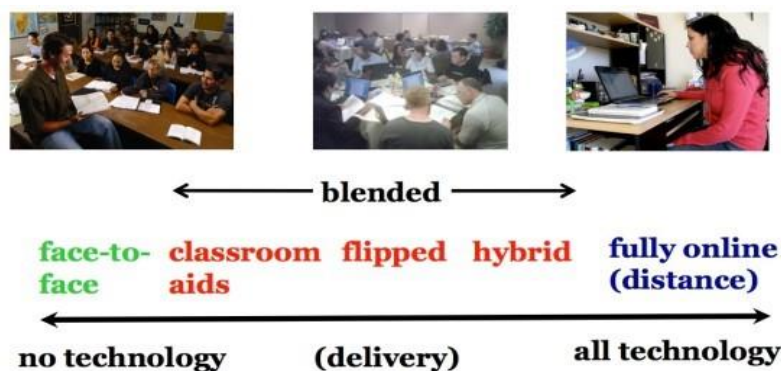 blended
face-to- classroom flipped hybrid fully online
face aids (distance)
no technology (delivery) all technology